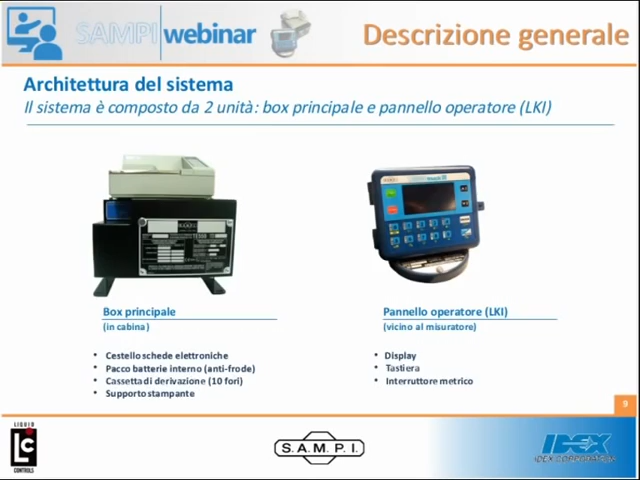 SAMPI webinar
Descrizione generale
Architettura del sistema
Il sistema è composto da 2 unità: box principale e pannello operatore (LKI)
Box principale
(in cabina)
• Cestello schede elettroniche
• Pacco batterie interno (anti-frode)
• Cassetta di derivazione (10 fori)
• Supporto stampante
Pannello operatore (LKI)
(vicino al misuratore)
• Display
• Tastiera
• Interruttore metrico
9
LIQUID
LC
CONTROLS
S.A.M.P.I.
IDEX
IDEX CORPORATION